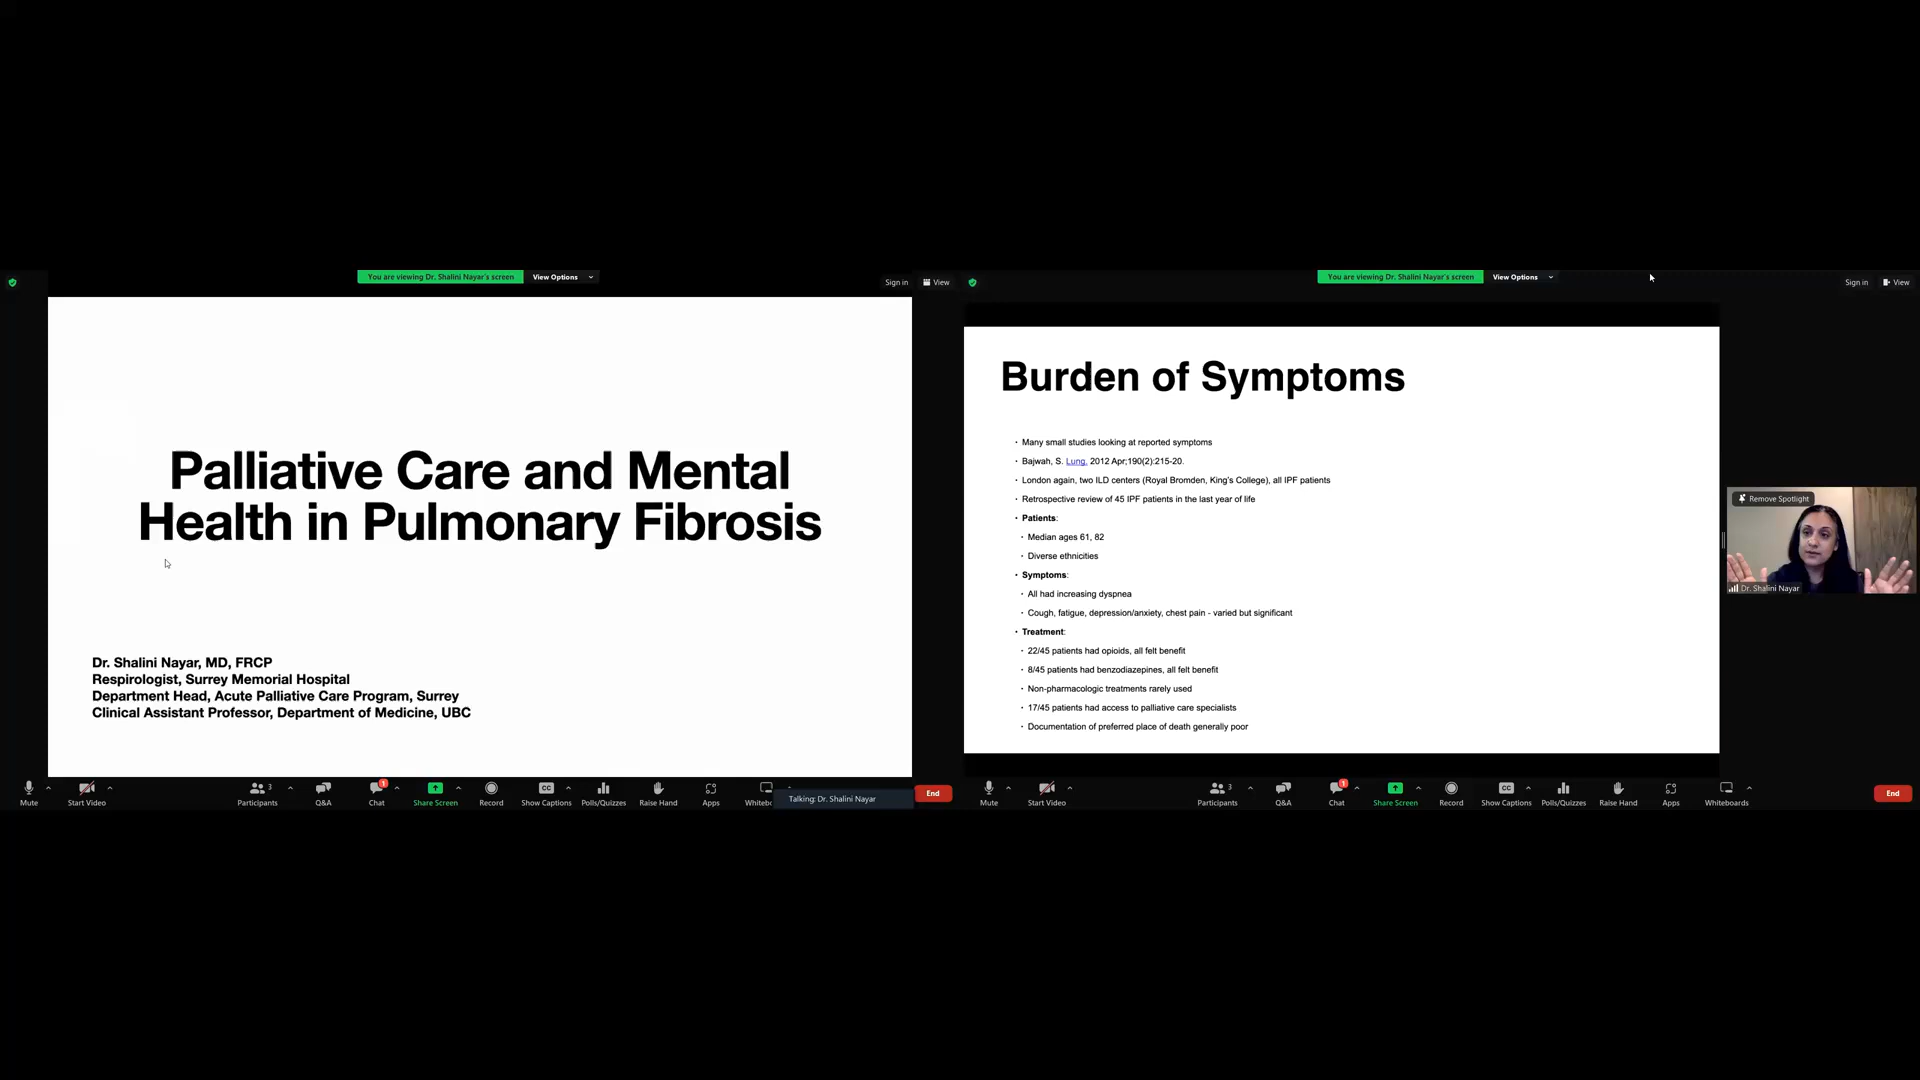 You are viewing Dr. Shalini Nayar's screen
View Options
Sign in
View
Palliative Care and Mental
Health in Pulmonary Fibrosis
Dr. Shalini Nayar, MD, FRCP
Respirologist, Surrey Memorial Hospital
Department Head, Acute Palliative Care Program, Surrey
Clinical Assistant Professor, Department of Medicine, UBC
Mute
Start Video
Participants
3
Q&A
Chat
1
Share Screen
Record
CC
Show Captions
Polls/Quizzes
Raise Hand
Apps
Talking: Dr. Shalini Nayar
End
You are viewing Dr. Shalini Nayar's screen
View Options
Sign in
View
Burden of Symptoms
• Many small studies looking at reported symptoms
• Bajwah, S. Lung. 2012 Apr;190(2):215-20.
• London again, two ILD centers (Royal Bromden, King's College), all IPF patients
• Retrospective review of 45 IPF patients in the last year of life
• Patients:
• Median ages 61, 82
• Diverse ethnicities
• Symptoms:
• All had increasing dyspnea
• Cough, fatigue, depression/anxiety, chest pain - varied but significant
• Treatment:
• 22/45 patients had opioids, all felt benefit
• 8/45 patients had benzodiazepines, all felt benefit
• Non-pharmacologic treatments rarely used
• 17/45 patients had access to palliative care specialists
• Documentation of preferred place of death generally poor
Remove Spotlight
Dr. Shalini Nayar
Mute
Start Video
Participants
3
Q&A
Chat
1
Share Screen
Record
CC
Show Captions
Polls/Quizzes
Raise Hand
Apps
Whiteboards
End